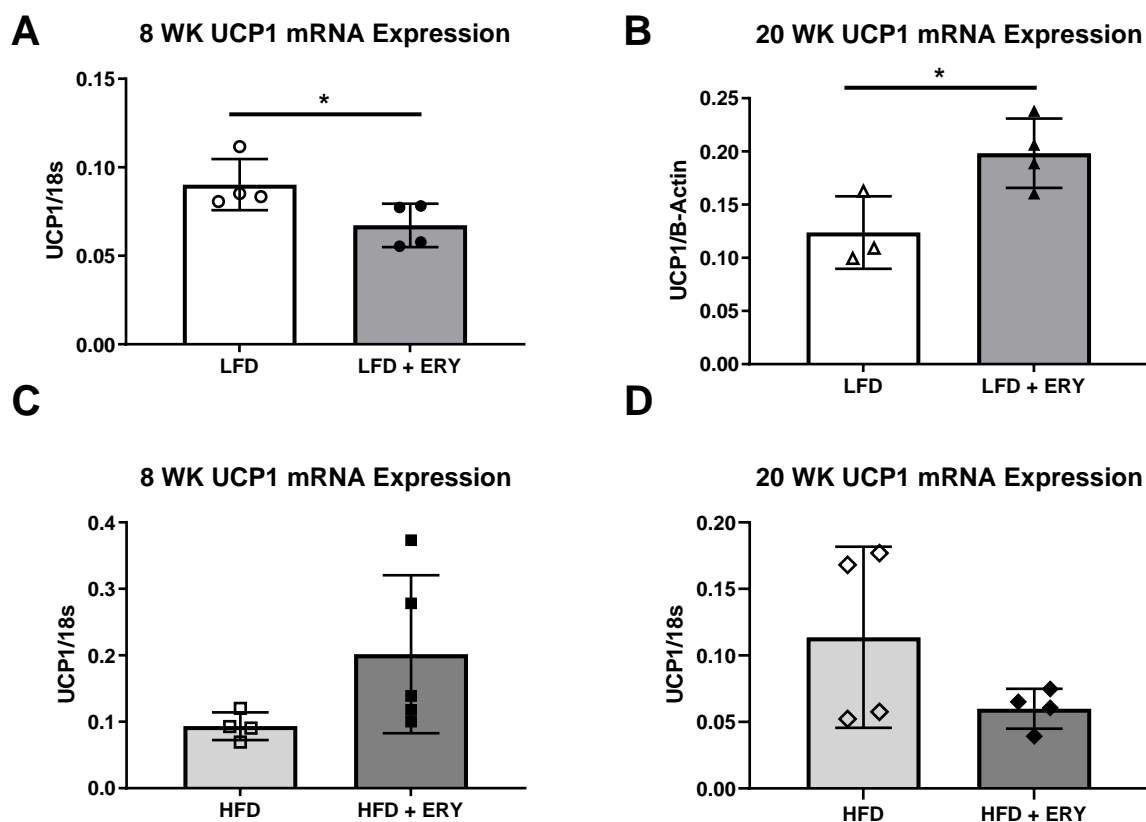 A
8 WK UCP1 mRNA Expression
UCP1/18s
0.15
0.10
0.05
0.00
*
LFD
LFD + ERY
B
20 WK UCP1 mRNA Expression
UCP1/B-Actin
0.25
0.20
0.15
0.10
0.05
0.00
*
LFD
LFD + ERY
C
8 WK UCP1 mRNA Expression
UCP1/18s
0.4
0.3
0.2
0.1
0.0
HFD
HFD + ERY
D
20 WK UCP1 mRNA Expression
UCP1/18s
0.20
0.15
0.10
0.05
0.00
HFD
HFD + ERY